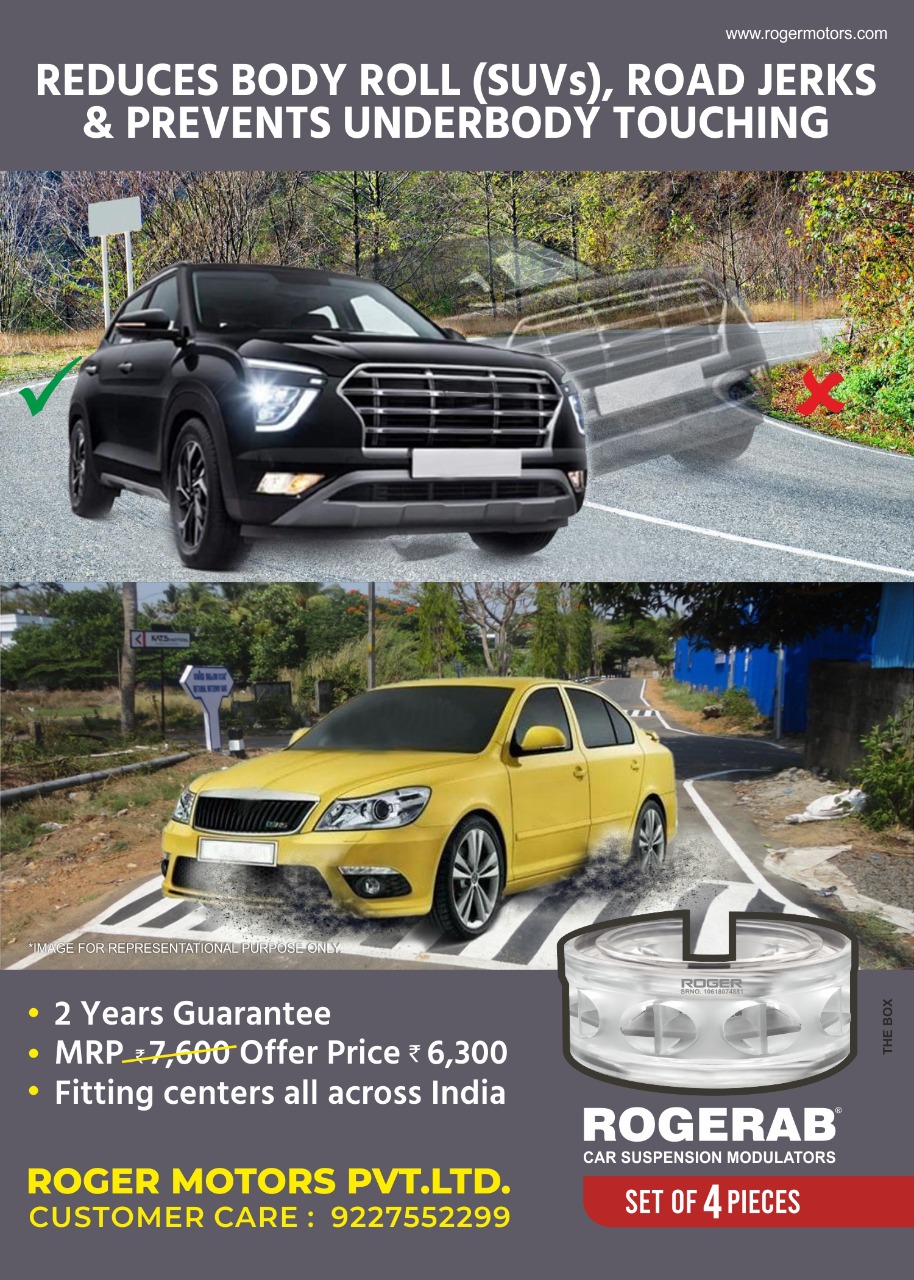 www.rogermotors.com
REDUCES BODY ROLL (SUVs), ROAD JERKS
& PREVENTS UNDERBODY TOUCHING
*IMAGE FOR REPRESENTATIONAL PURPOSE ONLY
ROGER
SRNO. 10618074881
THE BOX
• 2 Years Guarantee
• MRP ₹7,600 Offer Price ₹ 6,300
• Fitting centers all across India
ROGERAB®
CAR SUSPENSION MODULATORS
SET OF 4 PIECES
ROGER MOTORS PVT.LTD.
CUSTOMER CARE : 9227552299